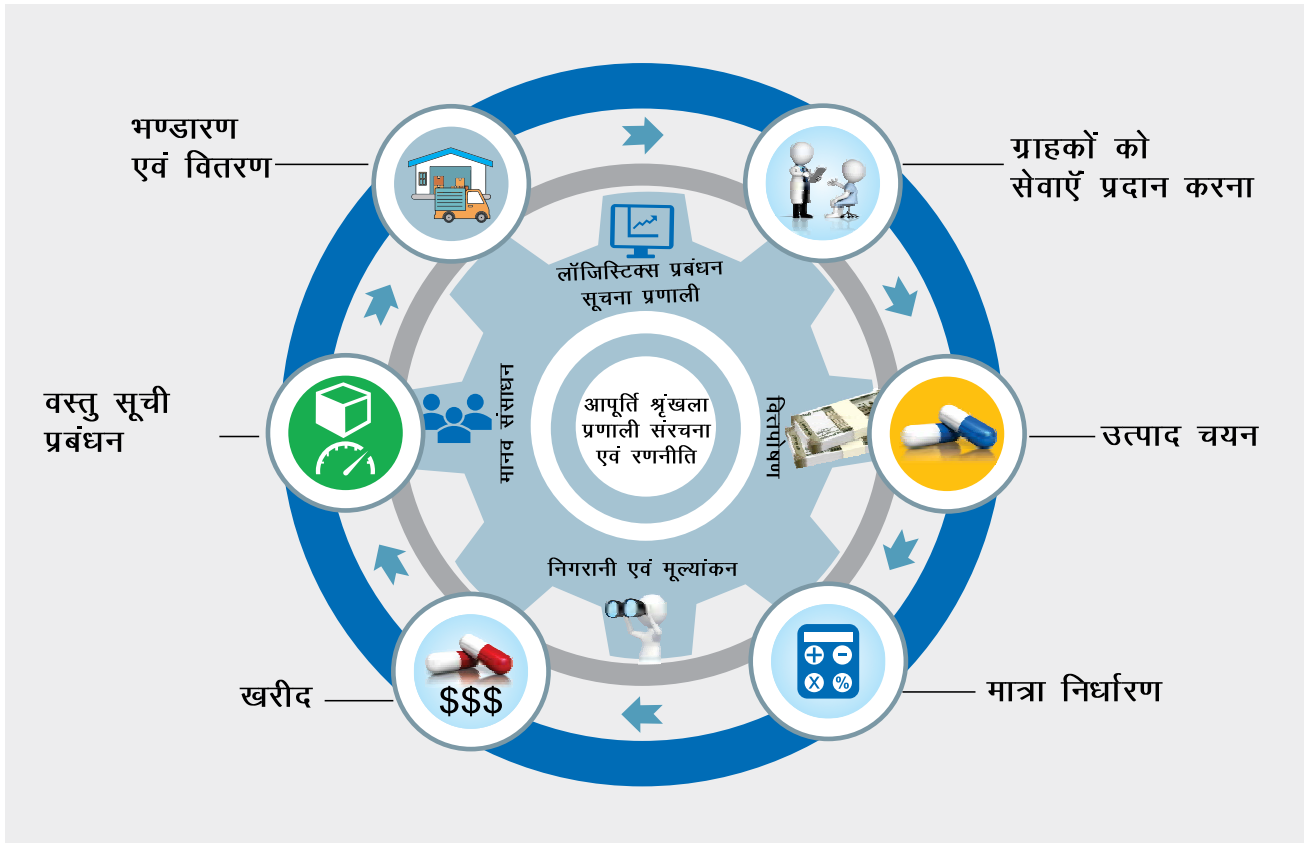 भण्डारण
एवं वितरण
ग्राहकों को
सेवाएँ प्रदान करना
लॉजिस्टिक्स प्रबंधन
सूचना प्रणाली
वस्तु सूची
प्रबंधन
मानव संसाधन
आपूर्ति श्रृंखला
प्रणाली संरचना
एवं रणनीति
वित्तपोषण
उत्पाद चयन
निगरानी एवं मूल्यांकन
खरीद
$$$
+ −
x %
मात्रा निर्धारण